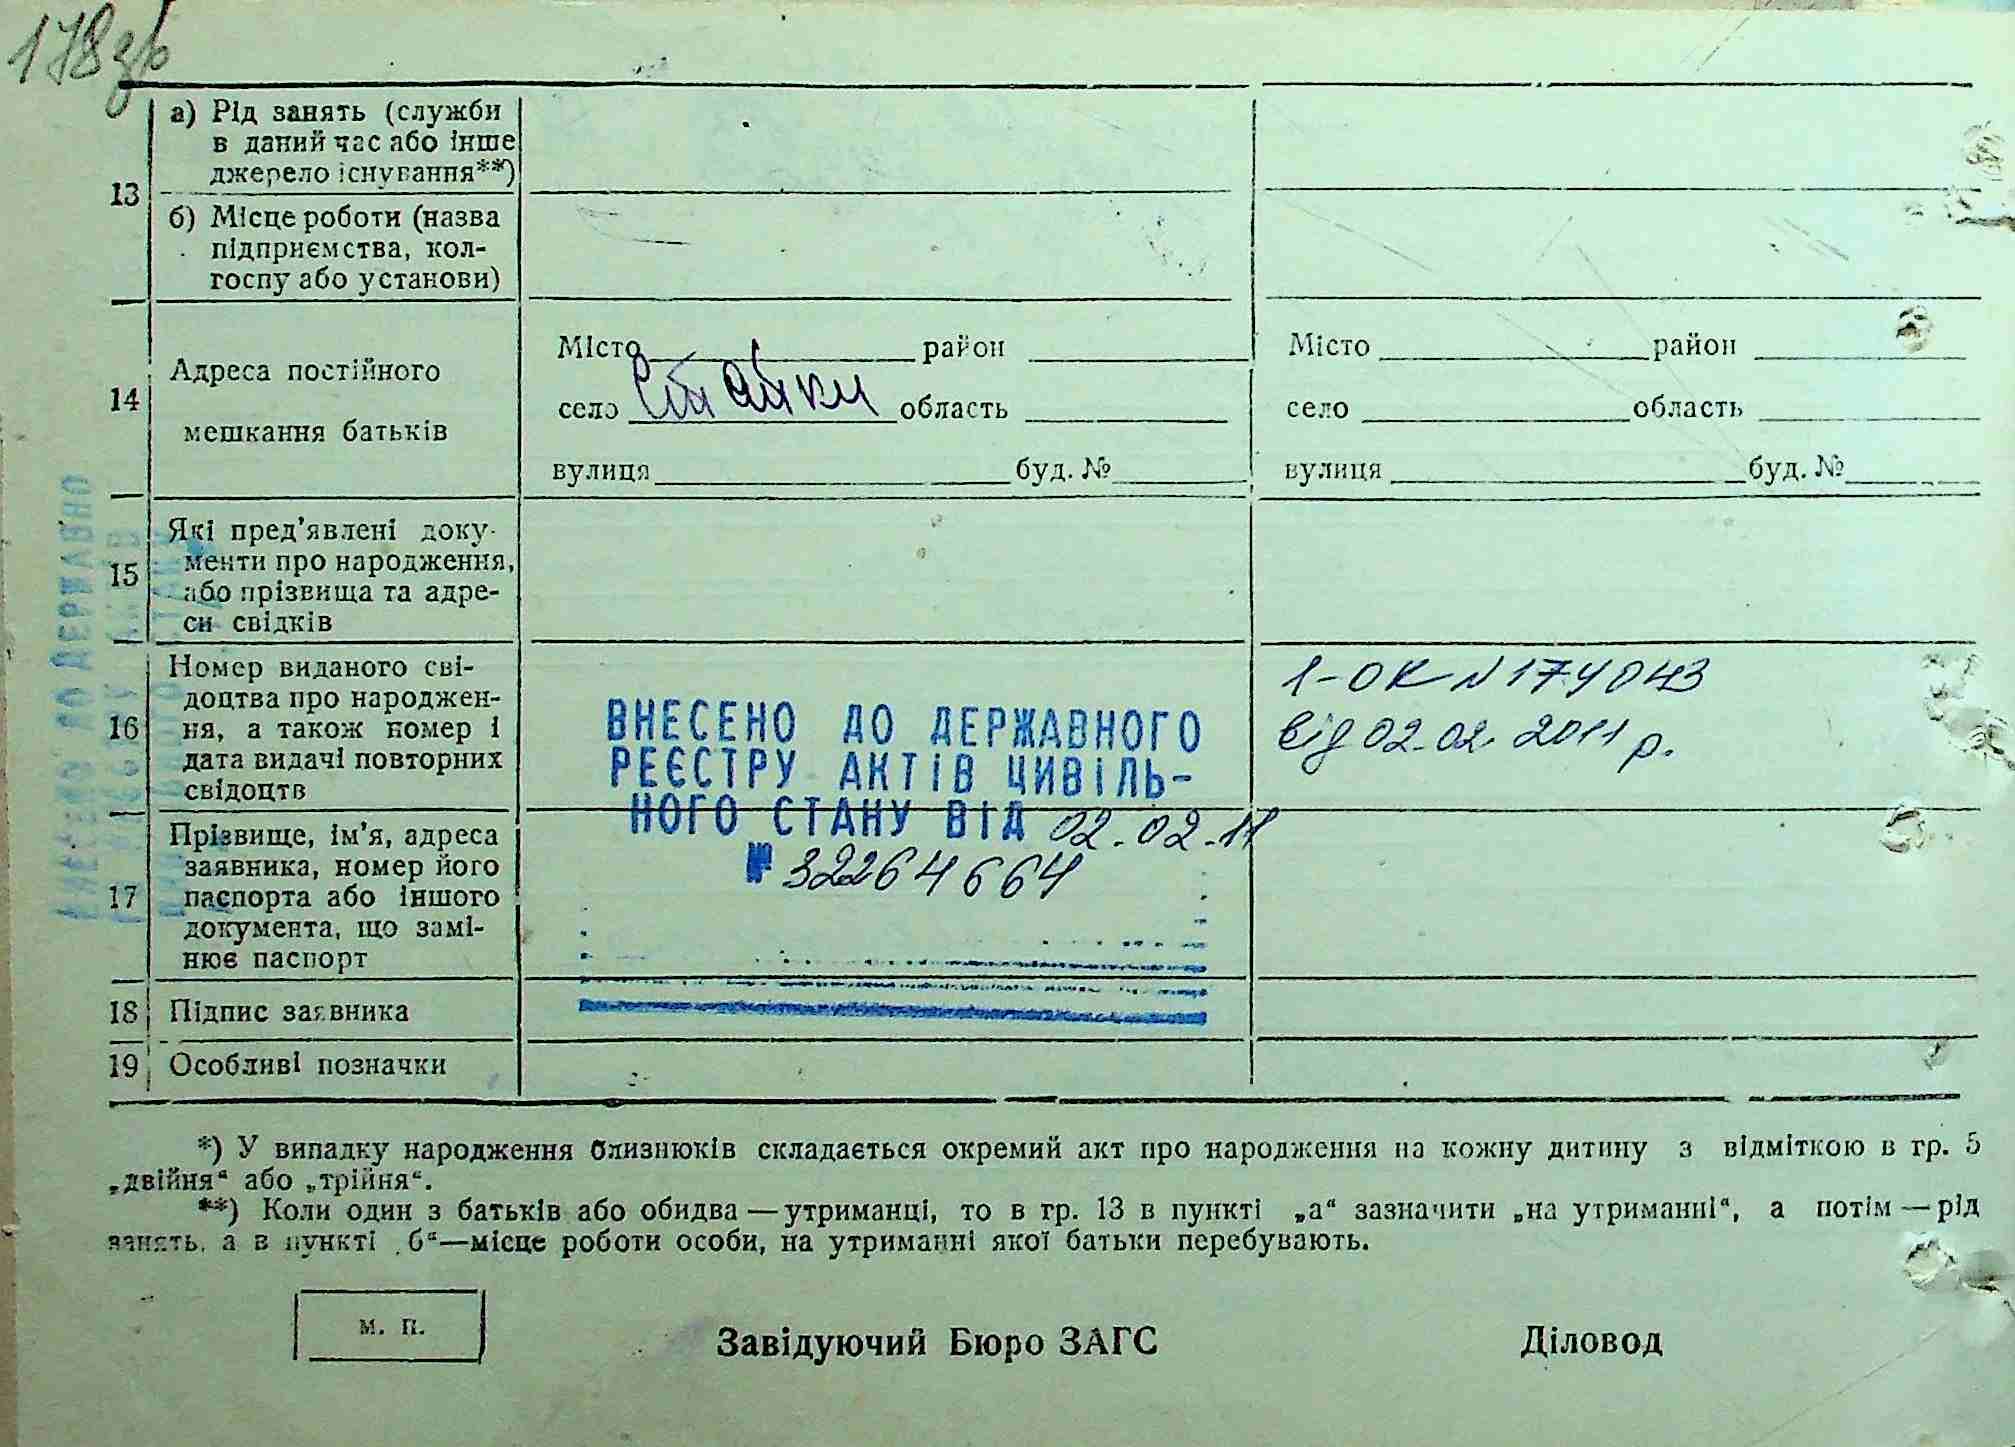 178зв
13
а) Рід занять (служби
в даний час або інше
джерело існування**)
б) Місце роботи (назва
підприємства, кол-
госпу або установи)
14
Адреса постійного
мешкання батьків
Місто район
село Стайки область
вулиця буд. №
Місто район
село область
вулиця буд. №
15
Які пред'явлені доку-
менти про народження,
або прізвища та адре-
си свідків
16
Номер виданого сві-
доцтва про народжен-
ня, а також номер і
дата видачі повторних
свідоцтв
ВНЕСЕНО ДО ДЕРЖАВНОГО
РЕЄСТРУ АКТІВ ЦИВІЛЬ-
НОГО СТАНУ ВІД 02.02.11
№ 32264664
1-ОК N 174043
від 02.02.2011 р.
17
Прізвище, ім'я, адреса
заявника, номер його
паспорта або іншого
документа, що замі-
нює паспорт
18 Підпис заявника
19 Особливі позначки
*) У випадку народження близнюків складається окремий акт про народження на кожну дитину з відміткою в гр. 5
„двійня“ або „трійня“.
**) Коли один з батьків або обидва — утриманці, то в гр. 13 в пункті „а“ зазначити „на утриманні“, а потім — рід
занять, а в пункті „б“ — місце роботи особи, на утриманні якої батьки перебувають.
М. П.
Завідуючий Бюро ЗАГС
Діловод